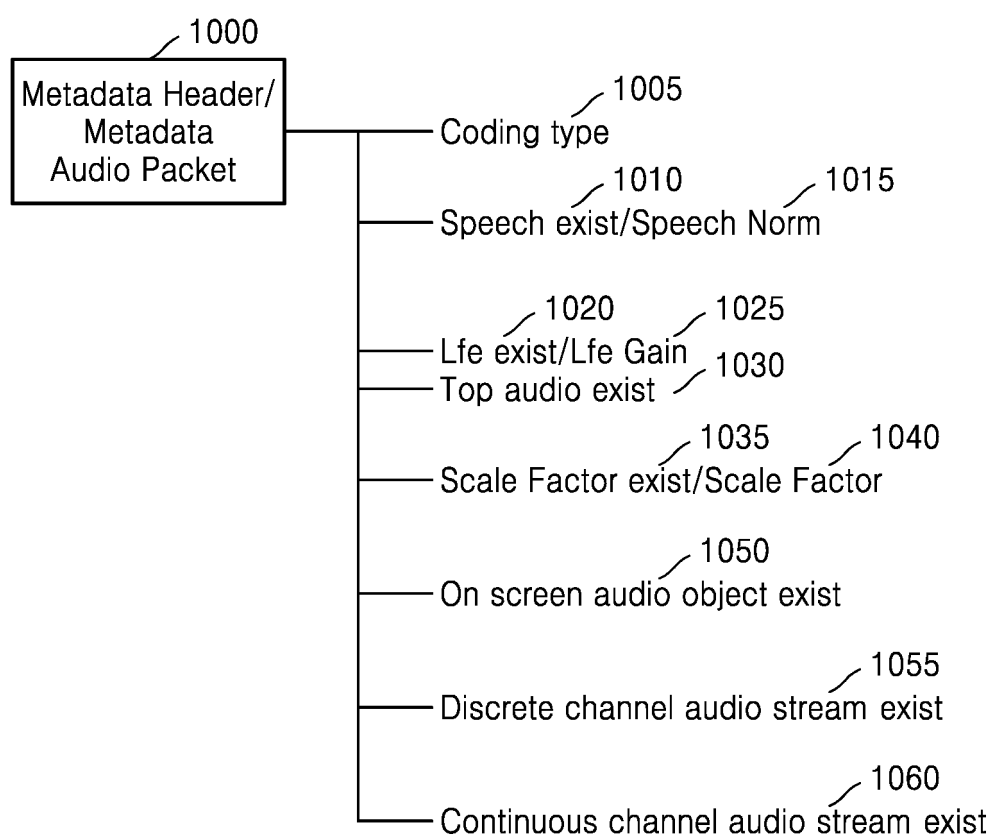 1000
Metadata Header/
Metadata
Audio Packet
1005
Coding type
1010 1015
Speech exist/Speech Norm
1020 1025
Lfe exist/Lfe Gain
Top audio exist 1030
1035 1040
Scale Factor exist/Scale Factor
1050
On screen audio object exist
1055
Discrete channel audio stream exist
1060
Continuous channel audio stream exist